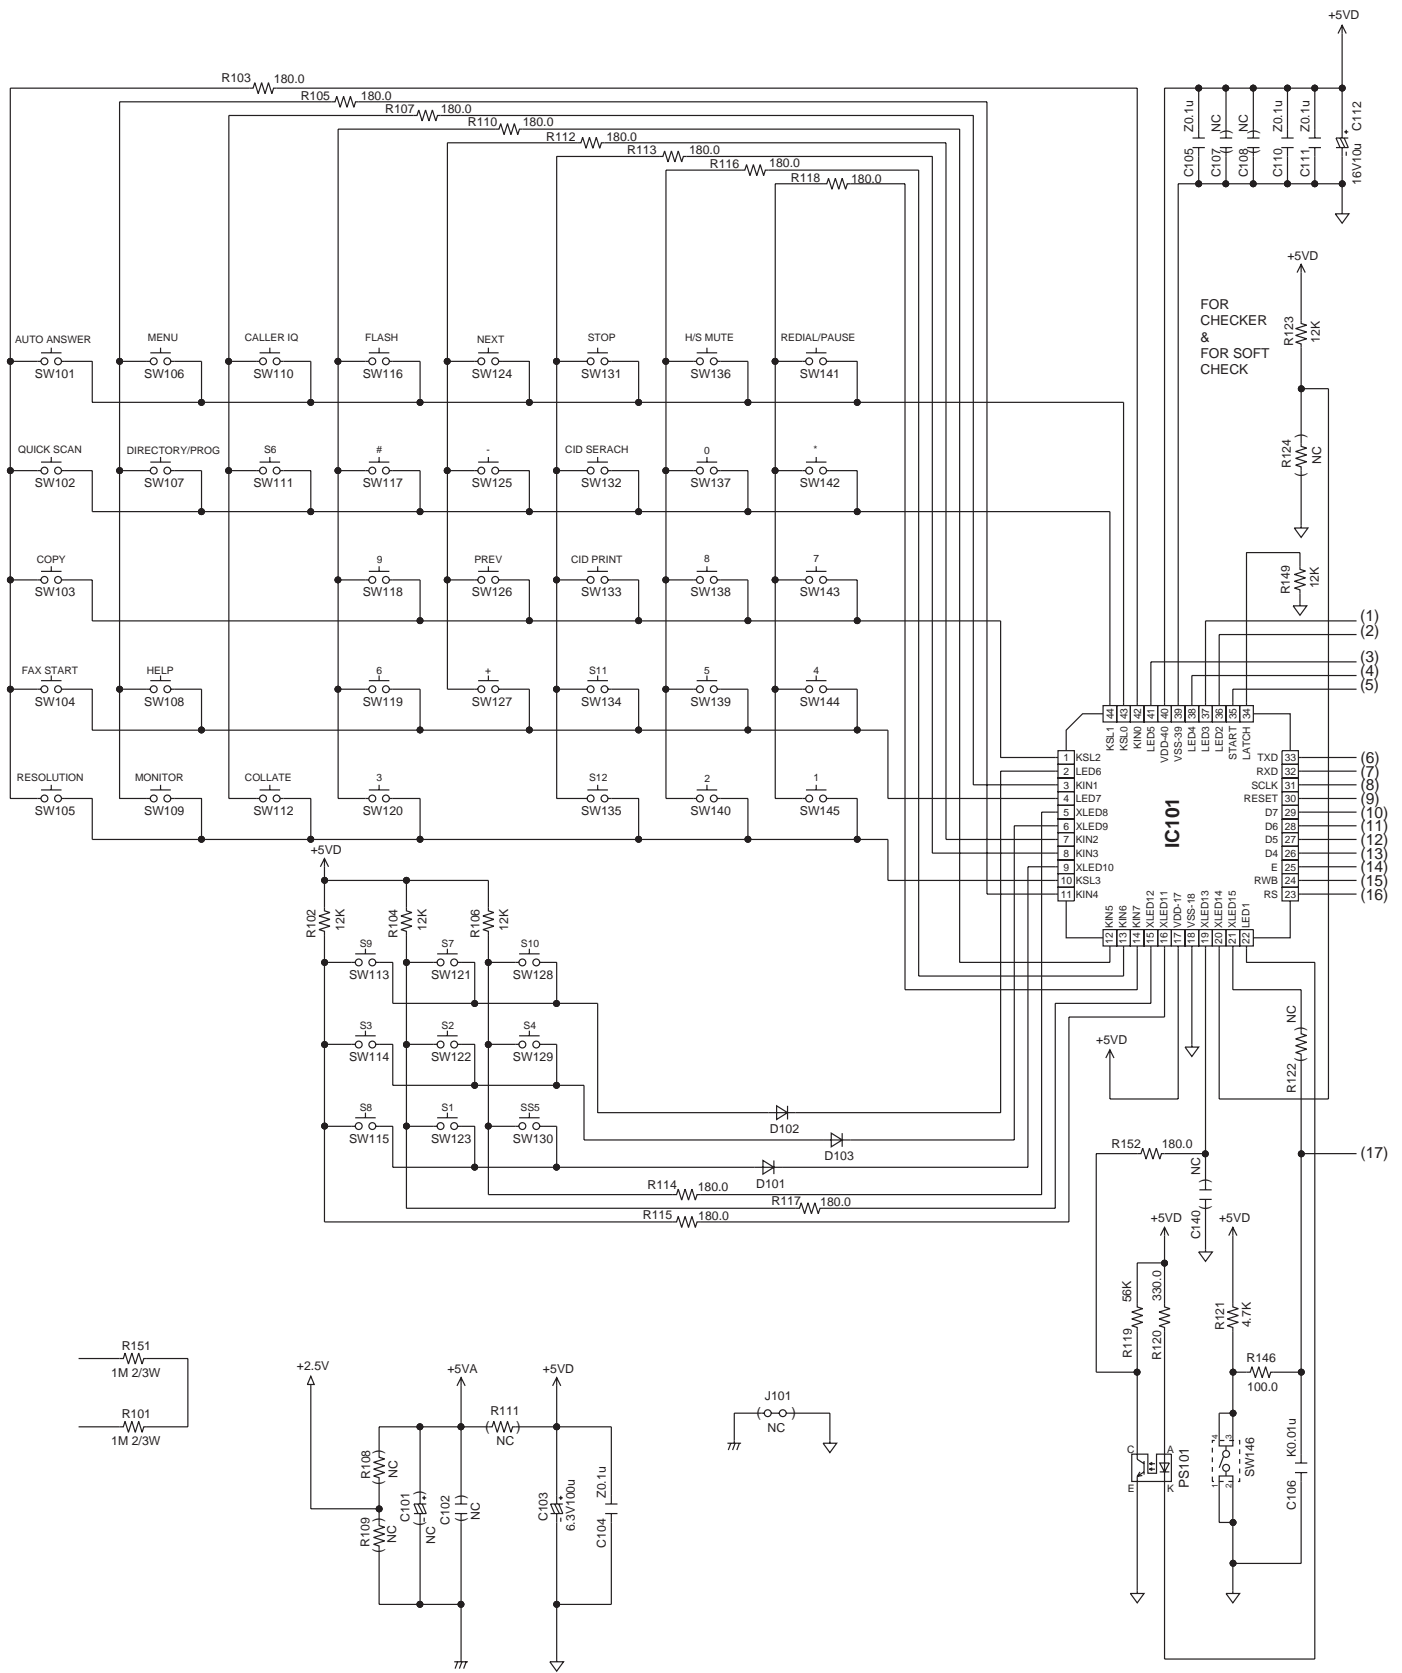 +5VD
R103 180.0
R105 180.0
R107 180.0
R110 180.0
R112 180.0
R113 180.0
R116 180.0
R118 180.0
C105 Z0.1u
C107 NC
C108 NC
C110 Z0.1u
C111 Z0.1u
16V10u C112
+ -
+5VD
FOR
CHECKER
&
FOR SOFT
CHECK
R123 12K
R124 NC
R149 12K
AUTO ANSWER MENU CALLER IQ FLASH NEXT STOP H/S MUTE REDIAL/PAUSE
SW101 SW106 SW110 SW116 SW124 SW131 SW136 SW141
QUICK SCAN DIRECTORY/PROG S6 # - CID SERACH 0 *
SW102 SW107 SW111 SW117 SW125 SW132 SW137 SW142
COPY 9 PREV CID PRINT 8 7
SW103 SW118 SW126 SW133 SW138 SW143
FAX START HELP 6 + S11 5 4
SW104 SW108 SW119 SW127 SW134 SW139 SW144
RESOLUTION MONITOR COLLATE 3 S12 2 1
SW105 SW109 SW112 SW120 SW135 SW140 SW145
(1)
(2)
(3)
(4)
(5)
44 43 42 41 40 39 38 37 36 35 34
KSL1 KSL0 KIN0 LED5 VDD-40 VSS-39 LED4 LED3 LED2 START LATCH
1 KSL2
2 LED6
3 KIN1
4 LED7
5 XLED8
6 XLED9
7 KIN2
8 KIN3
9 XLED10
10 KSL3
11 KIN4
IC101
TXD 33 (6)
RXD 32 (7)
SCLK 31 (8)
RESET 30 (9)
D7 29 (10)
D6 28 (11)
D5 27 (12)
D4 26 (13)
E 25 (14)
RWB 24 (15)
RS 23 (16)
KIN5 KIN6 KIN7 XLED12 XLED11 VDD-17 VSS-18 XLED13 XLED14 XLED15 LED1
12 13 14 15 16 17 18 19 20 21 22
+5VD
R102 12K
R104 12K
R106 12K
S9 S7 S10
SW113 SW121 SW128
S3 S2 S4
SW114 SW122 SW129
S8 S1 SS5
SW115 SW123 SW130
D102
D103
D101
R114 180.0
R117 180.0
R115 180.0
+5VD
R122 NC
R152 180.0
NC
C140
(17)
+5VD
+5VD
56K
R119
330.0
R120
R121
4.7K
R146
100.0
C A
E K
PS101
4 3
1 2
SW146
K0.01u
C106
R151
1M 2/3W
R101
1M 2/3W
+2.5V
+5VA
+5VD
R111
NC
R108
NC
R109
NC
C101
+ -
NC
C102
NC
C103
+ -
6.3V100u
C104
Z0.1u
J101
NC